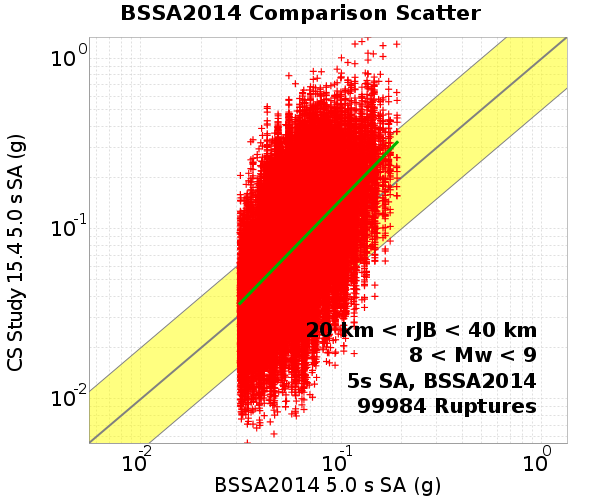 BSSA2014 Comparison Scatter
CS Study 15.4 5.0 s SA (g)
10^0
10^-1
10^-2
20 km < rJB < 40 km
8 < Mw < 9
5s SA, BSSA2014
99984 Ruptures
10^-2 10^-1 10^0
BSSA2014 5.0 s SA (g)